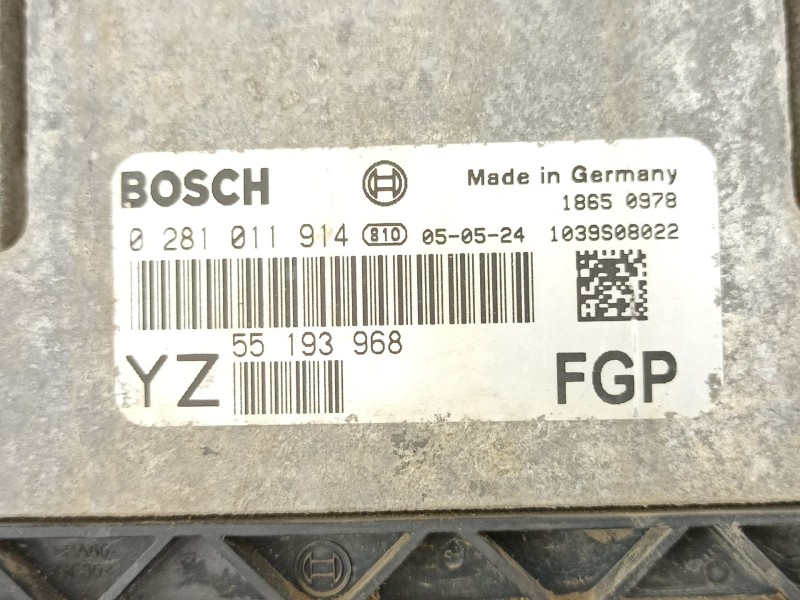 BOSCH Made in Germany
1865 0978
0 281 011 914 810 05-05-24 1039S08022
55 193 968
YZ FGP